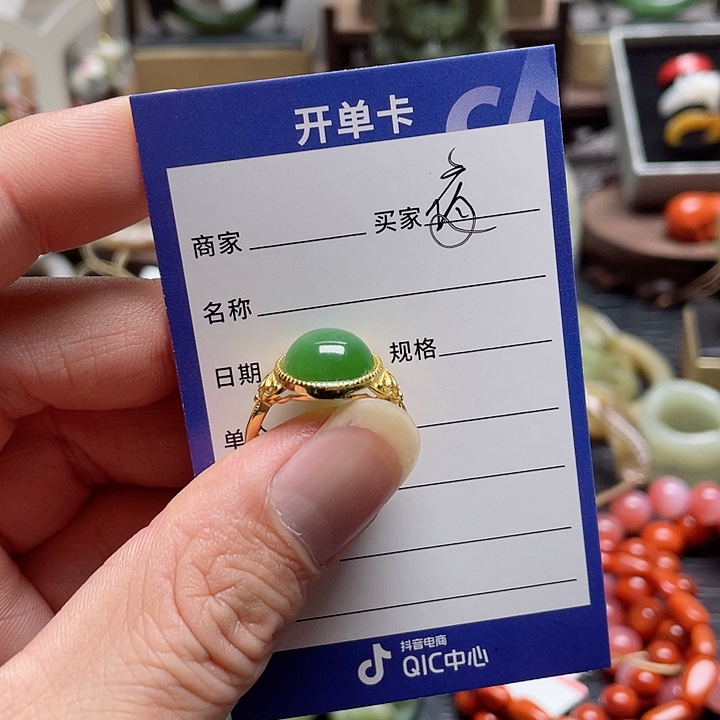 开单卡
商家 买家
名称
日期 规格
单
抖音电商
QIC中心